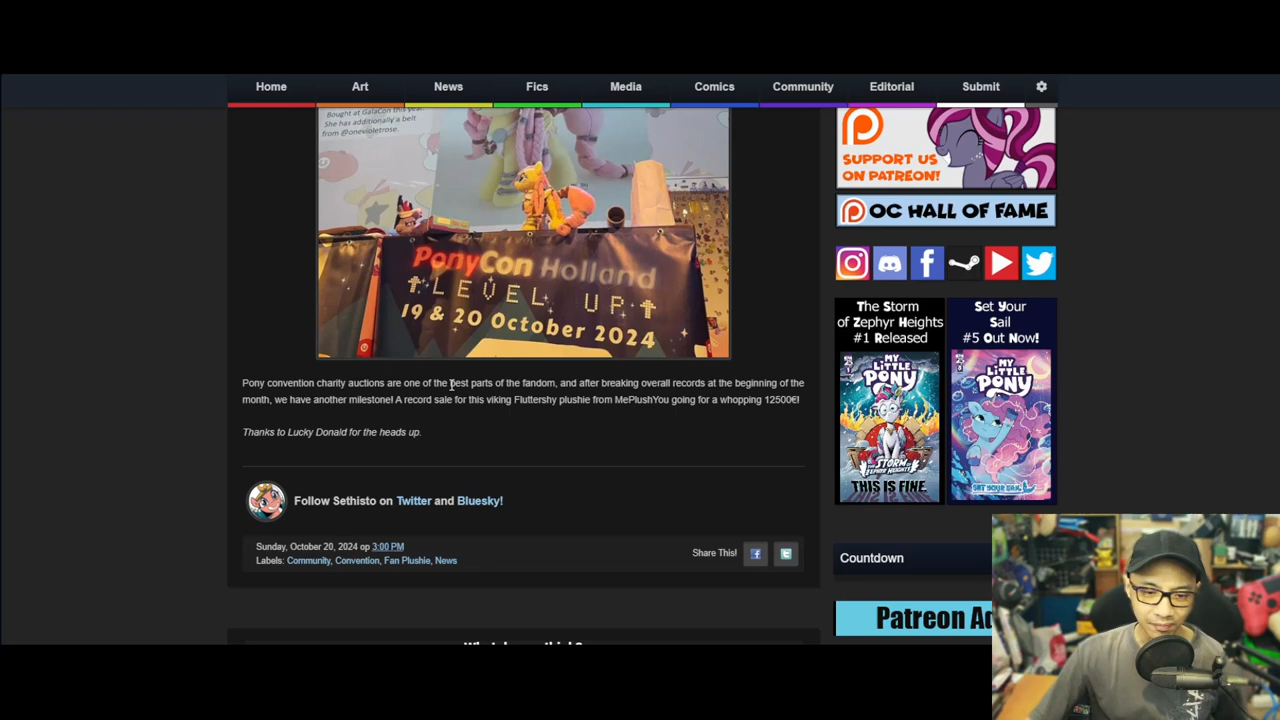 Home Art News Fics Media Comics Community Editorial Submit
Bought at GalaCon this year.
She has additionally a belt
from @onevioletrose.
PonyCon Holland
LEVEL UP
19 & 20 October 2024
Pony convention charity auctions are one of the best parts of the fandom, and after breaking overall records at the beginning of the
month, we have another milestone! A record sale for this viking Fluttershy plushie from MePlushYou going for a whopping 12500€!
Thanks to Lucky Donald for the heads up.
Follow Sethisto on Twitter and Bluesky!
Sunday, October 20, 2024 op 3:00 PM
Labels: Community, Convention, Fan Plushie, News
Share This!
SUPPORT US
ON PATREON!
OC HALL OF FAME
The Storm
of Zephyr Heights
#1 Released
MY
LITTLE
PONY
THE STORM
OF ZEPHYR HEIGHTS
THIS IS FINE.
Set Your
Sail
#5 Out Now!
MY
LITTLE
PONY
SET YOUR SAIL
Countdown
Patreon